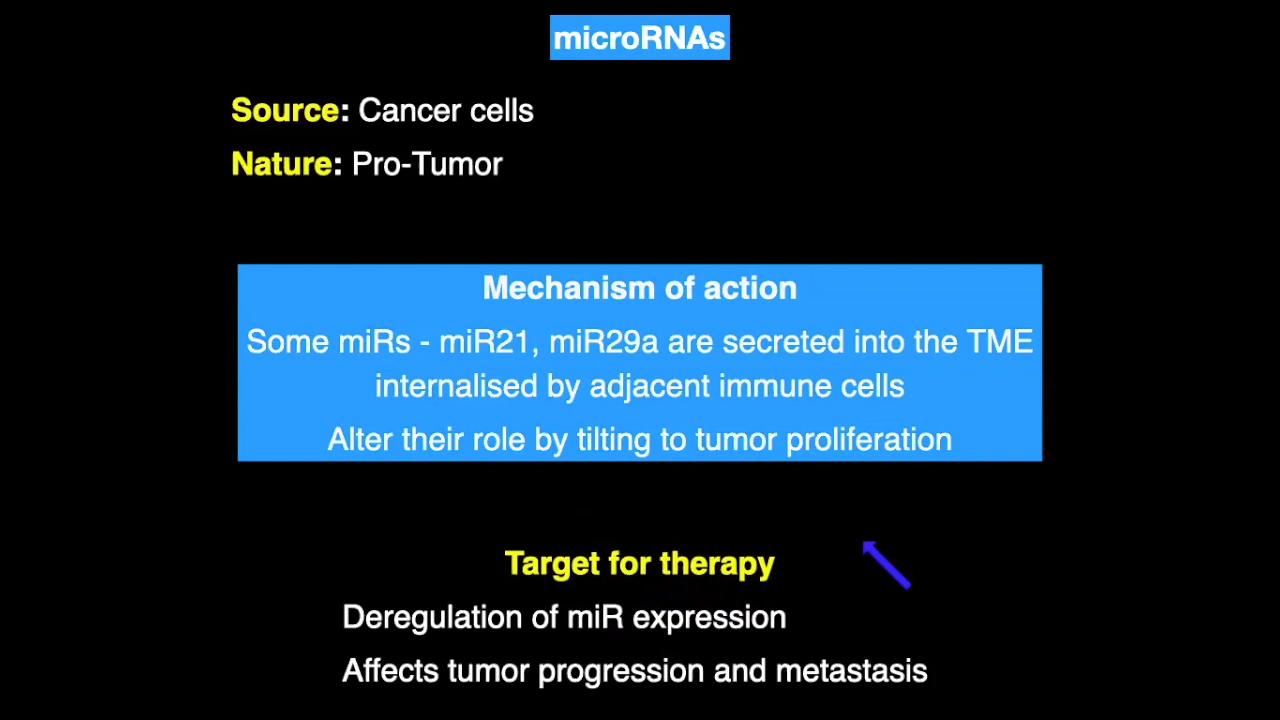 microRNAs
Source: Cancer cells
Nature: Pro-Tumor
Mechanism of action
Some miRs - miR21, miR29a are secreted into the TME
internalised by adjacent immune cells
Alter their role by tilting to tumor proliferation
Target for therapy
Deregulation of miR expression
Affects tumor progression and metastasis